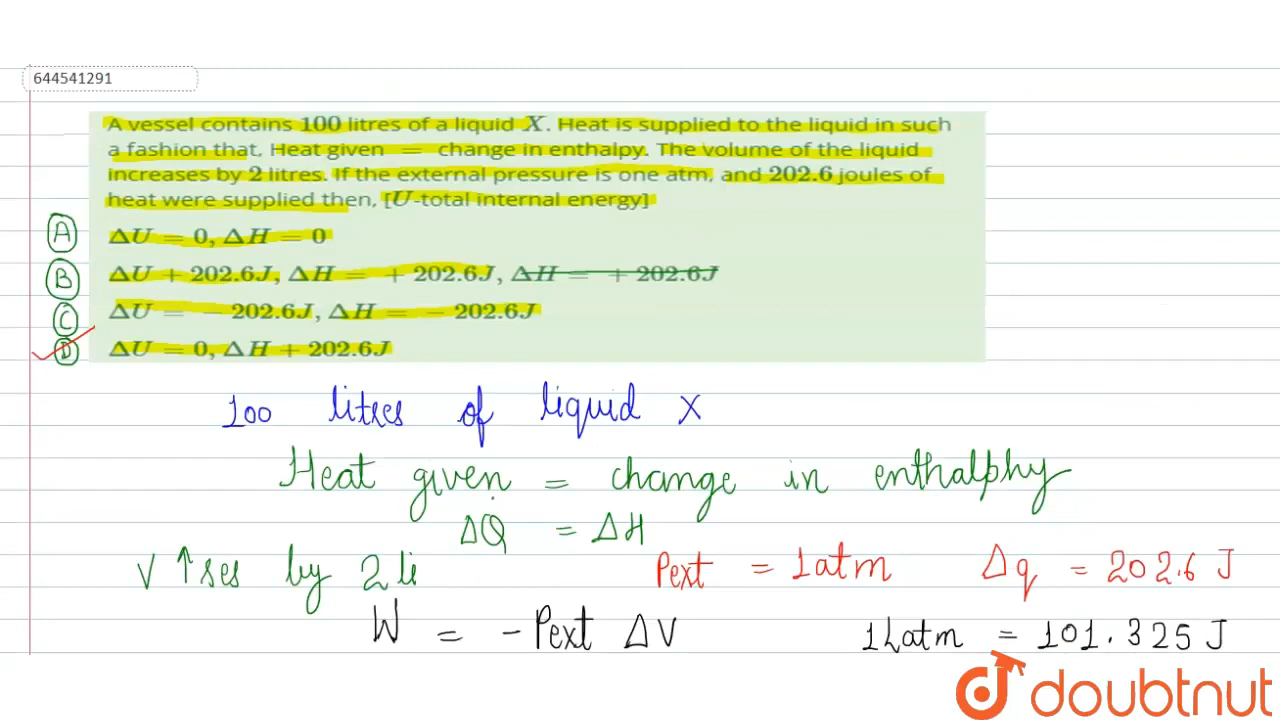 644541291
A vessel contains 100 litres of a liquid X. Heat is supplied to the liquid in such
a fashion that, Heat given = change in enthalpy. The volume of the liquid
increases by 2 litres. If the external pressure is one atm, and 202.6 joules of
heat were supplied then, [U-total internal energy]
A ΔU = 0, ΔH = 0
B ΔU + 202.6J, ΔH = + 202.6J, ΔH = + 202.6J
C ΔU = - 202.6J, ΔH = - 202.6J
D ΔU = 0, ΔH + 202.6J
100 litres of liquid X
Heat given = change in enthalphy
ΔQ = ΔH
V ↑ses by 2 li Pext = 1atm Δq = 202.6 J
W = - Pext ΔV 1Latm = 101.325 J
doubtnut